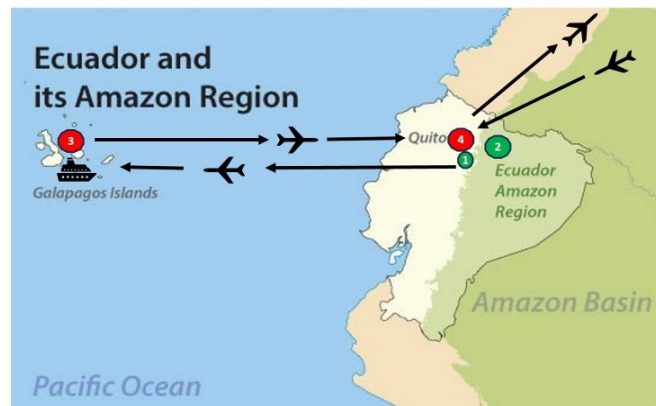 Ecuador and
its Amazon Region
3
Galapagos Islands
Quito
4
1
2
Ecuador
Amazon
Region
Amazon Basin
Pacific Ocean